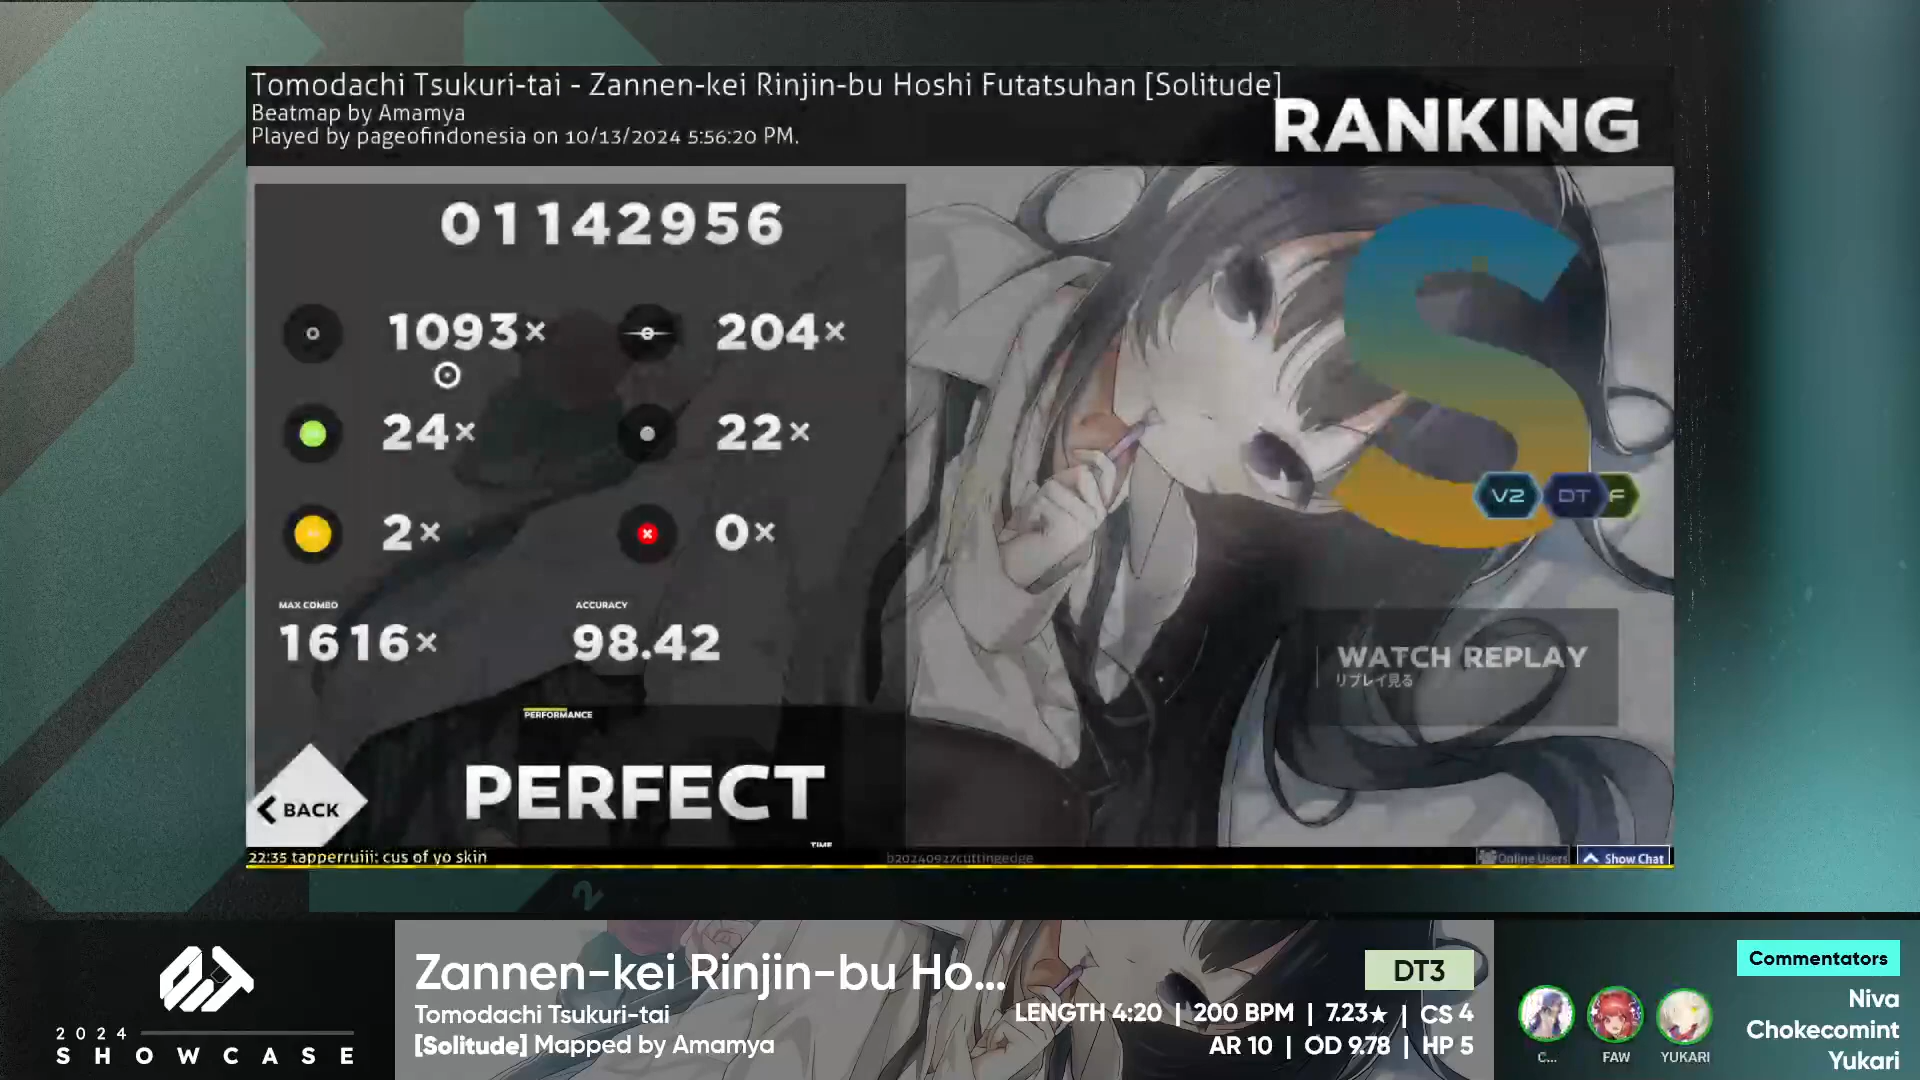 Tomodachi Tsukuri-tai - Zannen-kei Rinjin-bu Hoshi Futatsuhan [Solitude]
Beatmap by Amamya
Played by pageofindonesia on 10/13/2024 5:56:20 PM.
RANKING
01142956
1093× 204×
24× 22×
2× 0×
MAX COMBO ACCURACY
1616× 98.42
S
V2 DT F
WATCH REPLAY
リプレイ見る
PERFORMANCE
PERFECT
BACK
TIME
22:35 tapperruiii: cus of yo skin
b20240927cuttingedge
Online Users
Show Chat
2
2024
SHOWCASE
Zannen-kei Rinjin-bu Ho...
Tomodachi Tsukuri-tai
[Solitude] Mapped by Amamya
DT3
LENGTH 4:20 | 200 BPM | 7.23★ | CS 4
AR 10 | OD 9.78 | HP 5
C... FAW YUKARI
Commentators
Niva
Chokecomint
Yukari